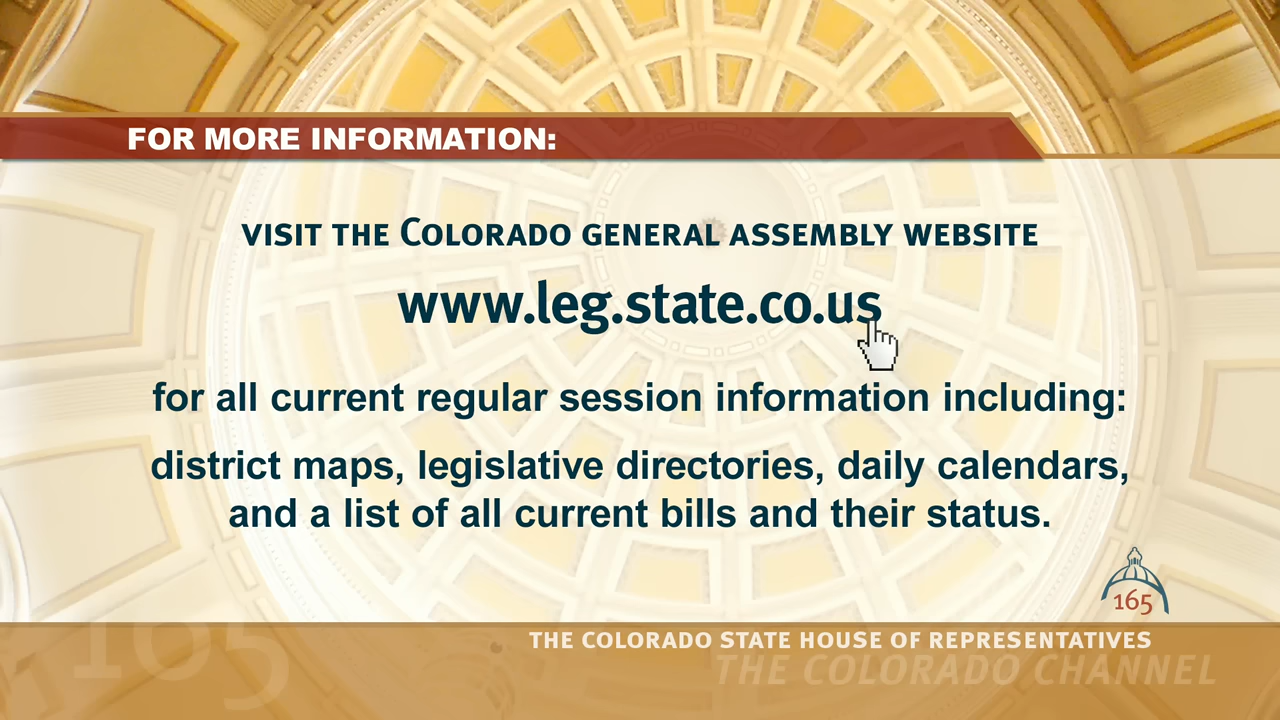 FOR MORE INFORMATION:
VISIT THE COLORADO GENERAL ASSEMBLY WEBSITE
www.leg.state.co.us
for all current regular session information including:
district maps, legislative directories, daily calendars,
and a list of all current bills and their status.
165
165
THE COLORADO STATE HOUSE OF REPRESENTATIVES
THE COLORADO CHANNEL